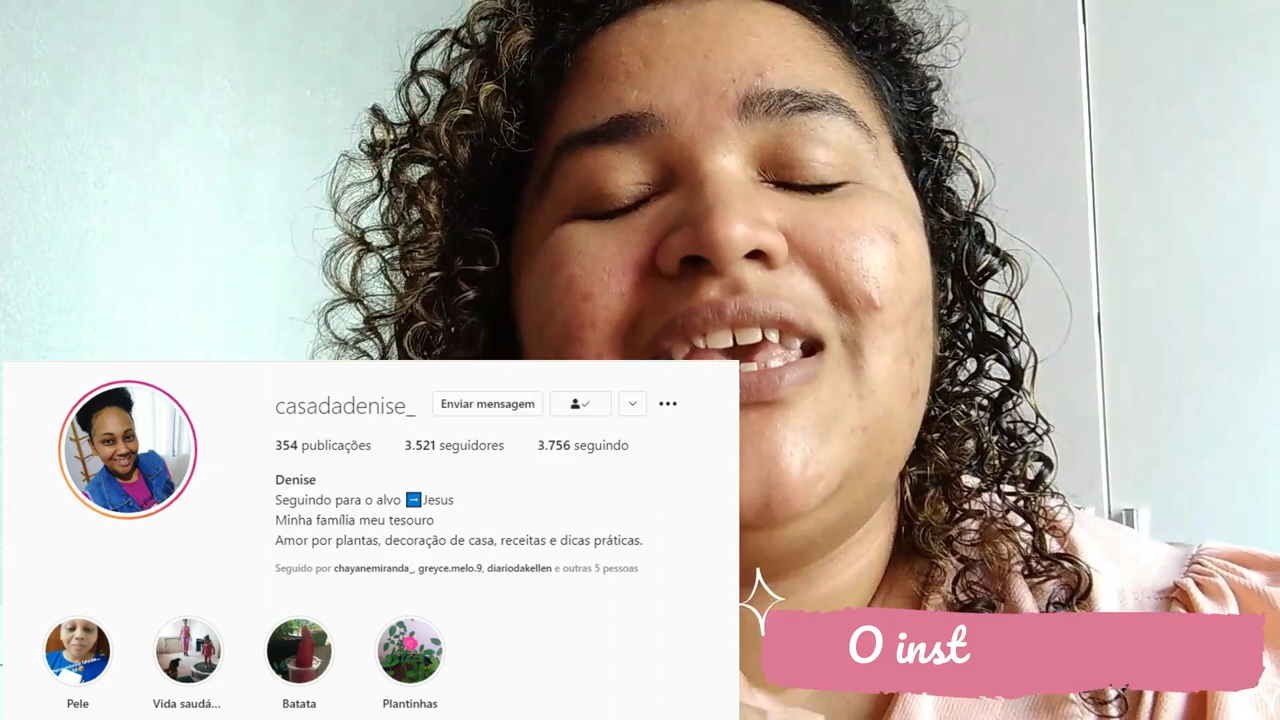 casadadenise_ Enviar mensagem
354 publicações 3.521 seguidores 3.756 seguindo
Denise
Seguindo para o alvo ➡️Jesus
Minha família meu tesouro
Amor por plantas, decoração de casa, receitas e dicas práticas.
Seguido por chayanemiranda_, greyce.melo.9, diariodakellen e outras 5 pessoas
Pele Vida saudá... Batata Plantinhas
O inst